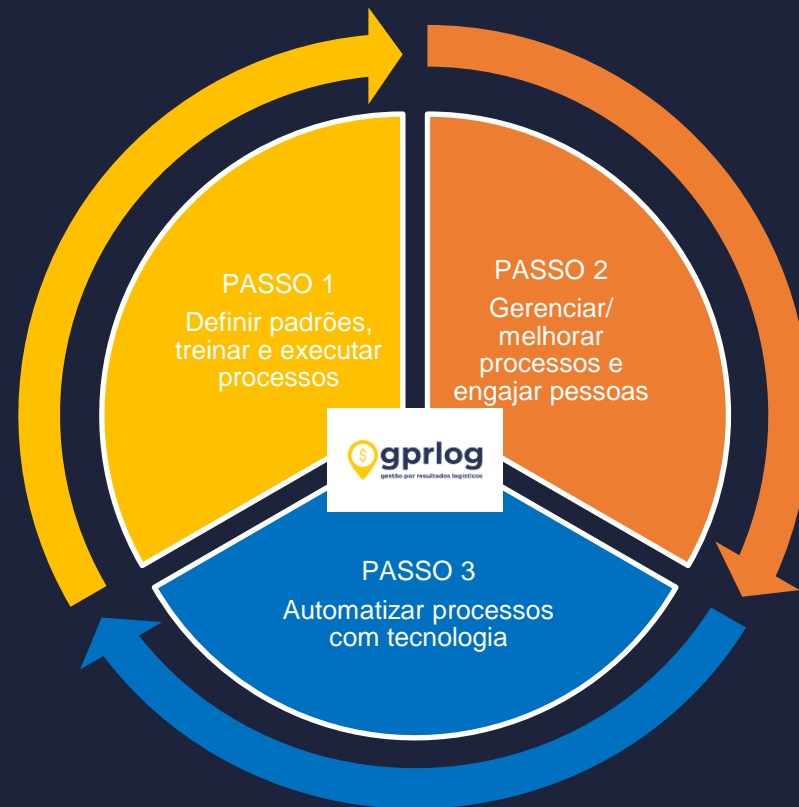 PASSO 1
Definir padrões,
treinar e executar
processos
PASSO 2
Gerenciar/
melhorar
processos e
engajar pessoas
$
gprlog
gestão por resultados logísticos
PASSO 3
Automatizar processos
com tecnologia